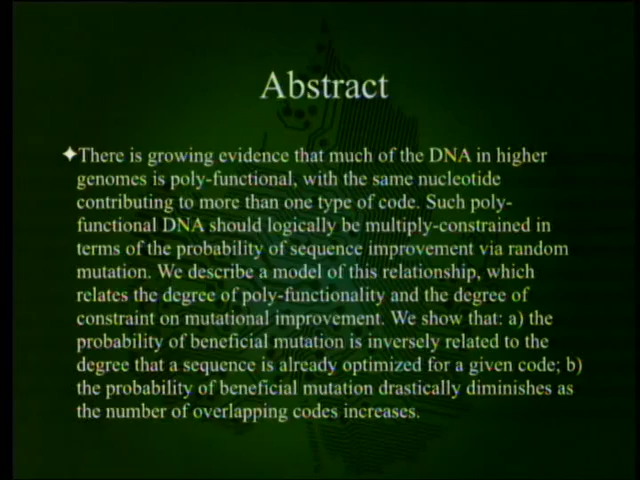 Abstract
✦There is growing evidence that much of the DNA in higher
genomes is poly-functional, with the same nucleotide
contributing to more than one type of code. Such poly-
functional DNA should logically be multiply-constrained in
terms of the probability of sequence improvement via random
mutation. We describe a model of this relationship, which
relates the degree of poly-functionality and the degree of
constraint on mutational improvement. We show that: a) the
probability of beneficial mutation is inversely related to the
degree that a sequence is already optimized for a given code; b)
the probability of beneficial mutation drastically diminishes as
the number of overlapping codes increases.